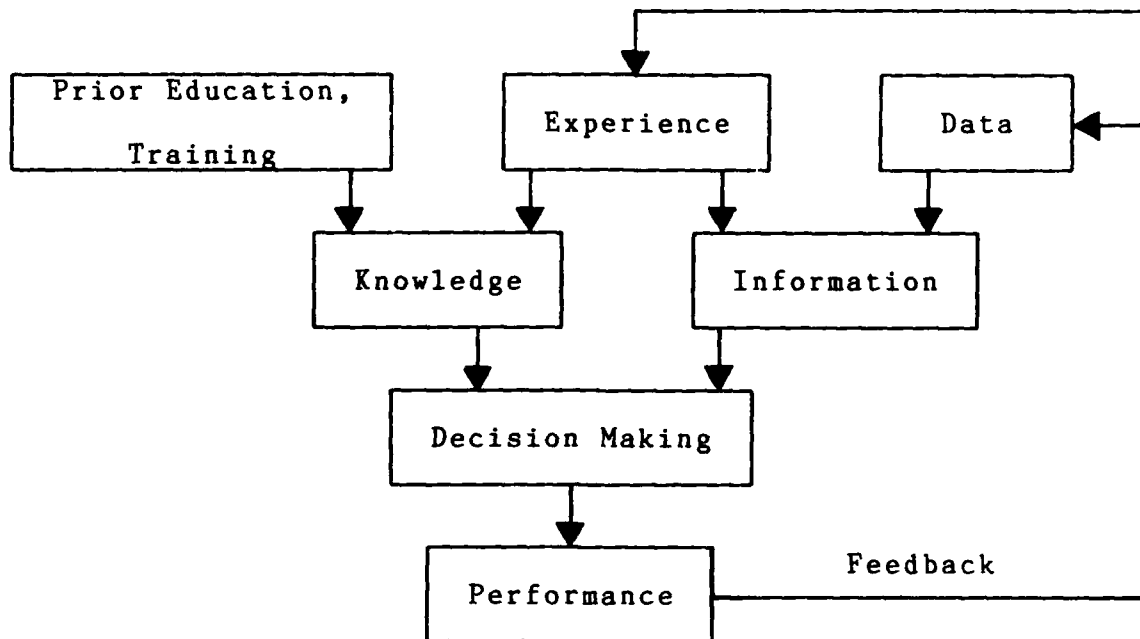 Prior Education,
Training
Experience
Data
Knowledge
Information
Decision Making
Feedback
Performance